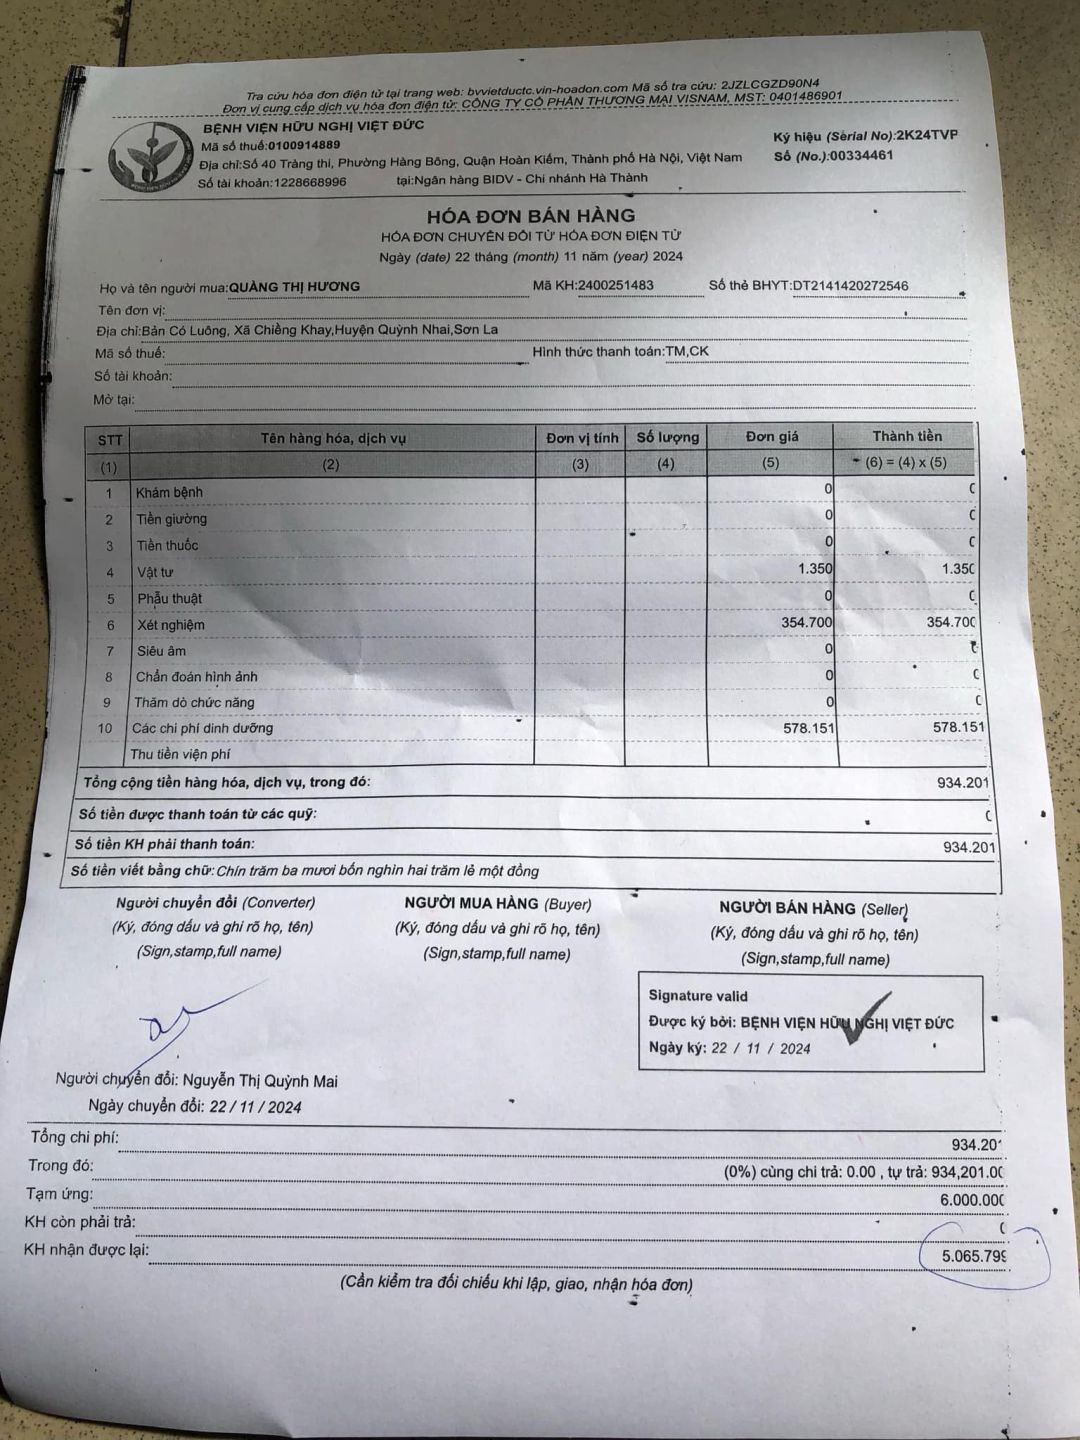 Tra cứu hóa đơn điện tử tại trang web: bvvietductc.vin-hoadon.com Mã số tra cứu: 2JZLCGZD90N4
Đơn vị cung cấp dịch vụ hóa đơn điện tử: CÔNG TY CỔ PHẦN THƯƠNG MẠI VISNAM, MST: 0401486901
BỆNH VIỆN HỮU NGHỊ VIỆT ĐỨC
Mã số thuế:0100914889
Địa chỉ:Số 40 Tràng thi, Phường Hàng Bông, Quận Hoàn Kiếm, Thành phố Hà Nội, Việt Nam
Số tài khoản:1228668996 tại:Ngân hàng BIDV - Chi nhánh Hà Thành
Ký hiệu (Serial No):2K24TVP
Số (No.):00334461
HÓA ĐƠN BÁN HÀNG
HÓA ĐƠN CHUYỂN ĐỔI TỪ HÓA ĐƠN ĐIỆN TỬ
Ngày (date) 22 tháng (month) 11 năm (year) 2024
Họ và tên người mua:QUÀNG THỊ HƯƠNG Mã KH:2400251483 Số thẻ BHYT:DT2141420272546
Tên đơn vị:
Địa chỉ:Bản Có Luông, Xã Chiềng Khay,Huyện Quỳnh Nhai,Sơn La
Mã số thuế: Hình thức thanh toán:TM,CK
Số tài khoản:
Mở tại:
STT Tên hàng hóa, dịch vụ Đơn vị tính Số lượng Đơn giá Thành tiền
(1) (2) (3) (4) (5) (6) = (4) x (5)
1 Khám bệnh 0 0
2 Tiền giường 0 0
3 Tiền thuốc 0 0
4 Vật tư 1.350 1.350
5 Phẫu thuật 0 0
6 Xét nghiệm 354.700 354.700
7 Siêu âm 0
8 Chẩn đoán hình ảnh 0 0
9 Thăm dò chức năng 0 0
10 Các chi phí dinh dưỡng 578.151 578.151
Thu tiền viện phí
Tổng cộng tiền hàng hóa, dịch vụ, trong đó: 934.201
Số tiền được thanh toán từ các quỹ: 0
Số tiền KH phải thanh toán: 934.201
Số tiền viết bằng chữ: Chín trăm ba mươi bốn nghìn hai trăm lẻ một đồng
Người chuyển đổi (Converter) NGƯỜI MUA HÀNG (Buyer) NGƯỜI BÁN HÀNG (Seller)
(Ký, đóng dấu và ghi rõ họ, tên) (Ký, đóng dấu và ghi rõ họ, tên) (Ký, đóng dấu và ghi rõ họ, tên)
(Sign,stamp,full name) (Sign,stamp,full name) (Sign,stamp,full name)
Signature valid
Được ký bởi: BỆNH VIỆN HỮU NGHỊ VIỆT ĐỨC
Ngày ký: 22 / 11 / 2024
Người chuyển đổi: Nguyễn Thị Quỳnh Mai
Ngày chuyển đổi: 22 / 11 / 2024
Tổng chi phí: 934.201
Trong đó: (0%) cùng chi trả: 0.00 , tự trả: 934,201.00
Tạm ứng: 6.000.000
KH còn phải trả: 0
KH nhận được lại: 5.065.799
(Cần kiểm tra đối chiếu khi lập, giao, nhận hóa đơn)